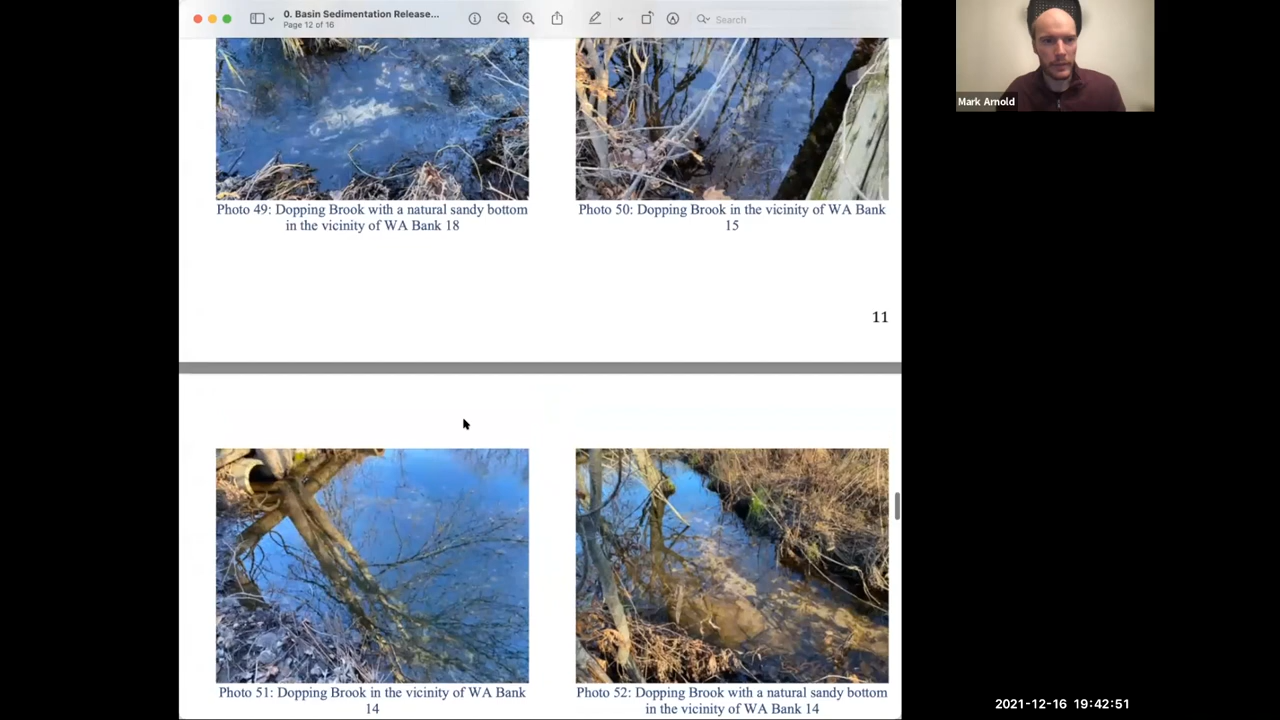 0. Basin Sedimentation Release...
Page 12 of 16
Search
Mark Arnold
Photo 49: Dopping Brook with a natural sandy bottom
in the vicinity of WA Bank 18
Photo 50: Dopping Brook in the vicinity of WA Bank
15
11
Photo 51: Dopping Brook in the vicinity of WA Bank
14
Photo 52: Dopping Brook with a natural sandy bottom
in the vicinity of WA Bank 14
2021-12-16 19:42:51